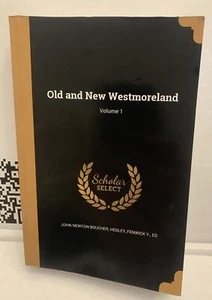 Old and New Westmoreland
Volume 1
Scholar
SELECT
JOHN NEWTON BOUCHER, HEDLEY, FENWICK Y., ED